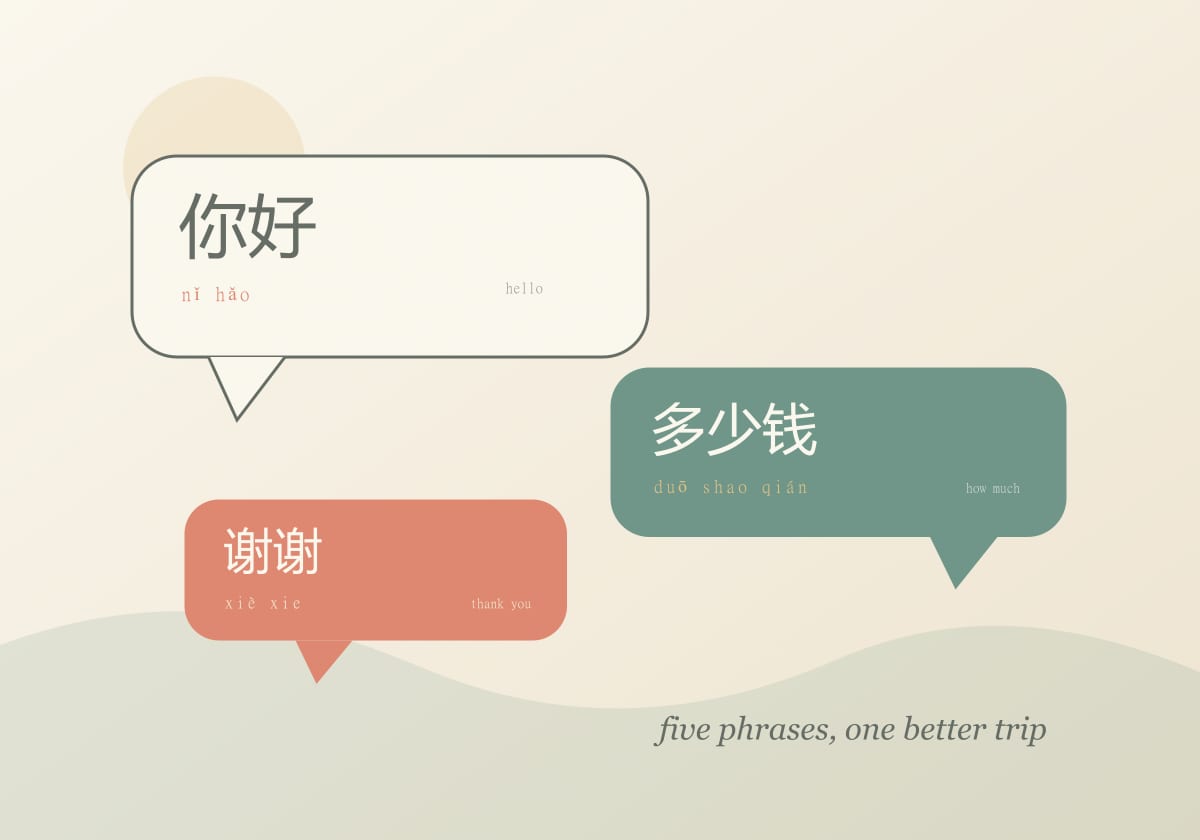 你好
nǐ hǎo
hello
多少钱
duō shao qián
how much
谢谢
xiè xie
thank you
five phrases, one better trip